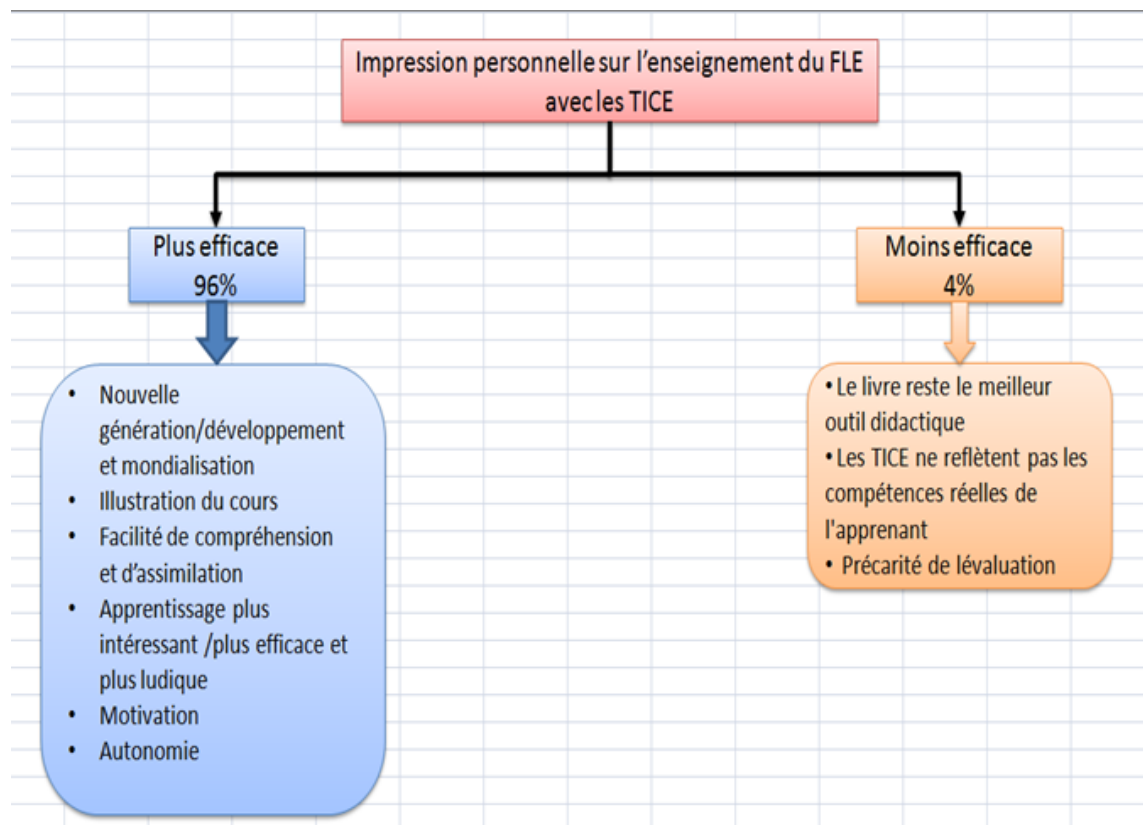 Impression personnelle sur l'enseignement du FLE
avec les TICE
Plus efficace
96%
Moins efficace
4%
• Nouvelle
génération/développement
et mondialisation
• Illustration du cours
• Facilité de compréhension
et d'assimilation
• Apprentissage plus
intéressant /plus efficace et
plus ludique
• Motivation
• Autonomie
• Le livre reste le meilleur
outil didactique
• Les TICE ne reflètent pas les
compétences réelles de
l'apprenant
• Précarité de lévaluation